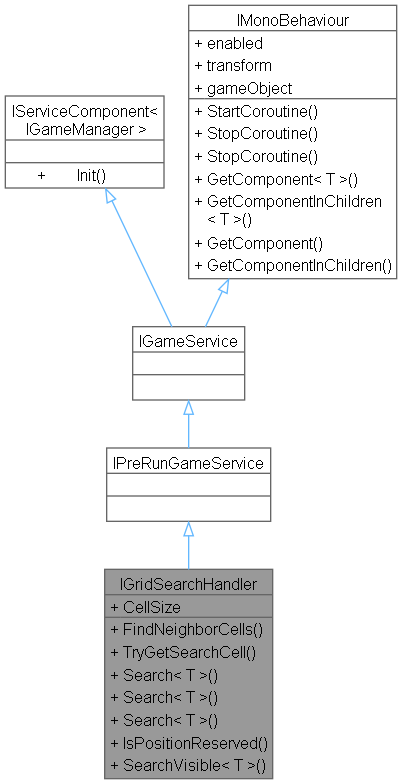 IMonoBehaviour
+ enabled
+ transform
+ gameObject
+ StartCoroutine()
+ StopCoroutine()
+ StopCoroutine()
+ GetComponent< T >()
+ GetComponentInChildren
< T >()
+ GetComponent()
+ GetComponentInChildren()
IServiceComponent<
IGameManager >
+ Init()
IGameService
IPreRunGameService
IGridSearchHandler
+ CellSize
+ FindNeighborCells()
+ TryGetSearchCell()
+ Search< T >()
+ Search< T >()
+ Search< T >()
+ IsPositionReserved()
+ SearchVisible< T >()